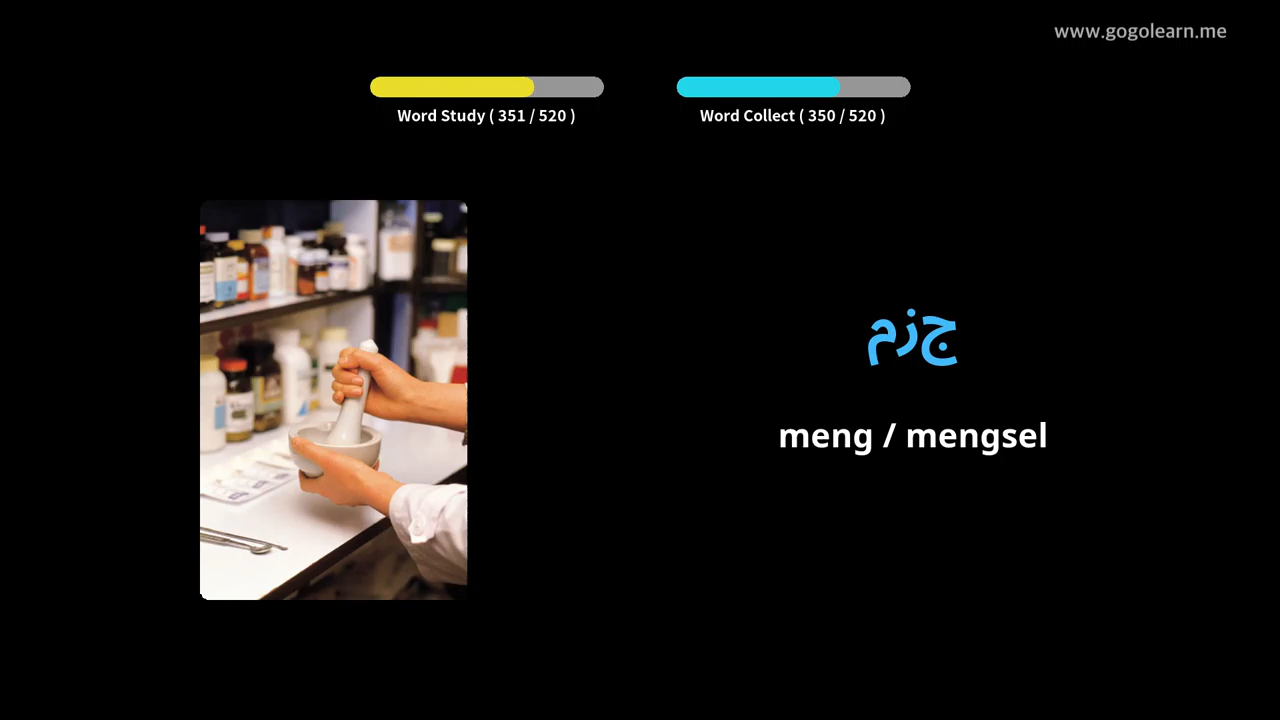 www.gogolearn.me
Word Study ( 351 / 520 )
Word Collect ( 350 / 520 )
جزم
meng / mengsel